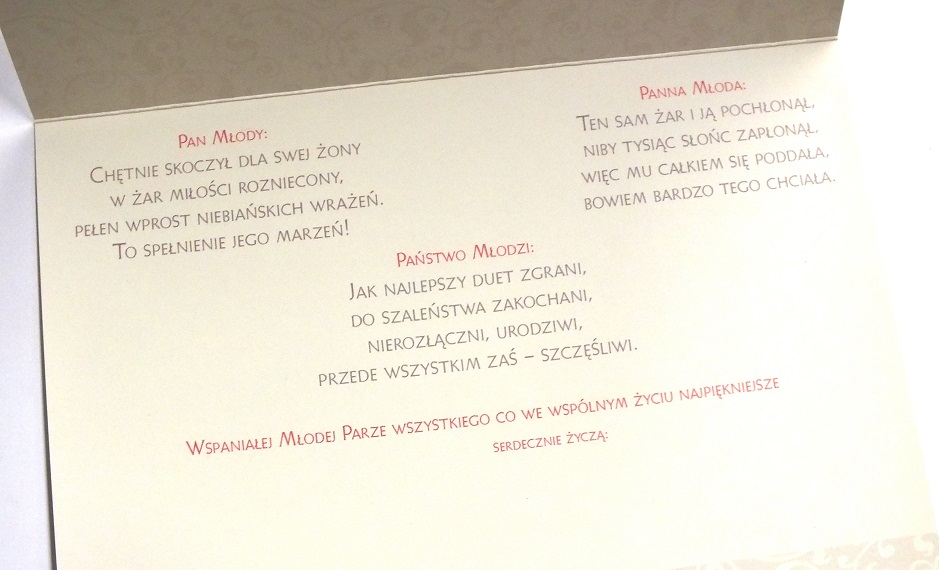 Pan Młody:
Chętnie skoczył dla swej żony
w żar miłości rozniecony,
pełen wprost niebiańskich wrażeń.
To spełnienie jego marzeń!
Panna Młoda:
Ten sam żar i ją pochłonął,
niby tysiąc słońc zapłonął,
więc mu całkiem się poddała,
bowiem bardzo tego chciała.
Państwo Młodzi:
Jak najlepszy duet zgrani,
do szaleństwa zakochani,
nierozłączni, urodziwi,
przede wszystkim zaś – szczęśliwi.
Wspaniałej Młodej Parze wszystkiego co we wspólnym życiu najpiękniejsze
serdecznie życzą: